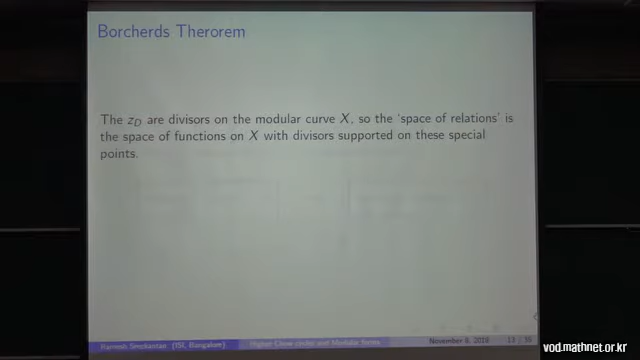 Borcherds Therorem
The z_D are divisors on the modular curve X, so the 'space of relations' is
the space of functions on X with divisors supported on these special
points.
Ramesh Sreekantan (ISI, Bangalore)
Higher Chow cycles and Modular forms
November 6, 2018
13 / 35
vod.mathnet.or.kr